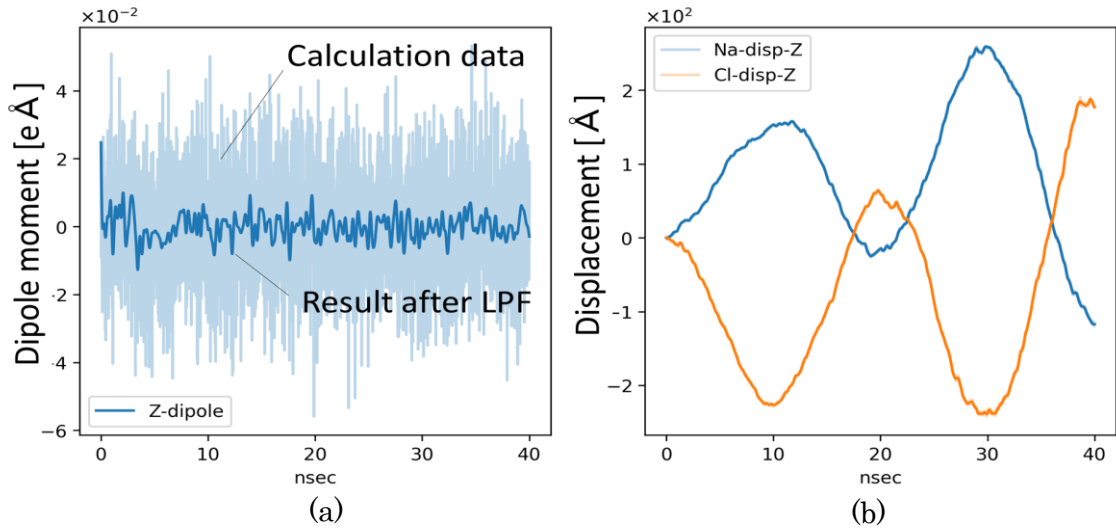 ×10⁻²
Dipole moment [e Å]
4
2
0
-2
-4
−6
Calculation data
Result after LPF
Z-dipole
0
10
20
30
40
nsec
(a)
×10²
Displacement [Å]
2
1
0
-1
−2
Na-disp-Z
Cl-disp-Z
0
10
20
30
40
nsec
(b)